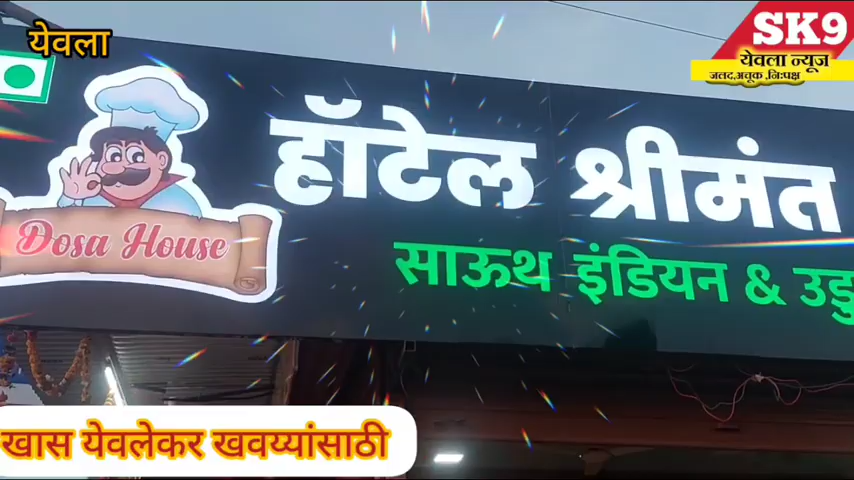 येवला
SK9
येवला न्यूज
जलद,अचूक,नि:पक्ष
हॉटेल श्रीमंत
Dosa House
साऊथ इंडियन & उडु
खास येवलेकर खवय्यांसाठी